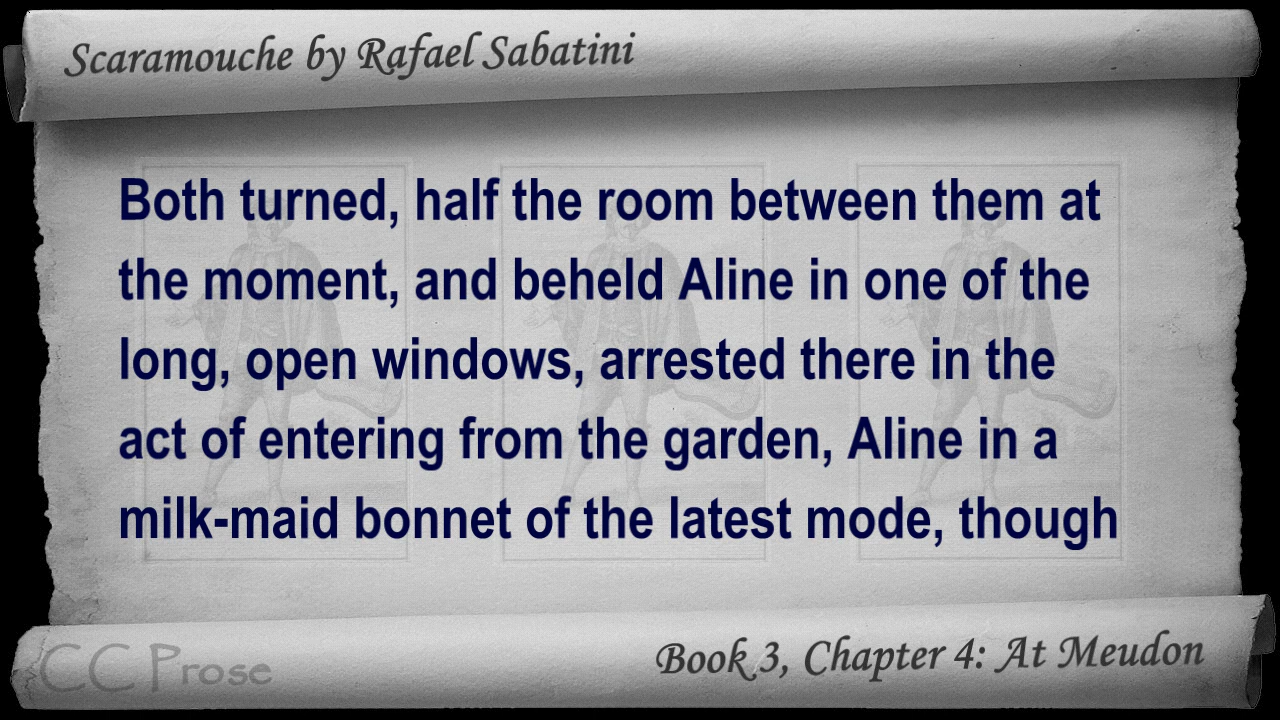 Scaramouche by Rafael Sabatini
Both turned, half the room between them at
the moment, and beheld Aline in one of the
long, open windows, arrested there in the
act of entering from the garden, Aline in a
milk-maid bonnet of the latest mode, though
CC Prose
Book 3, Chapter 4: At Meudon